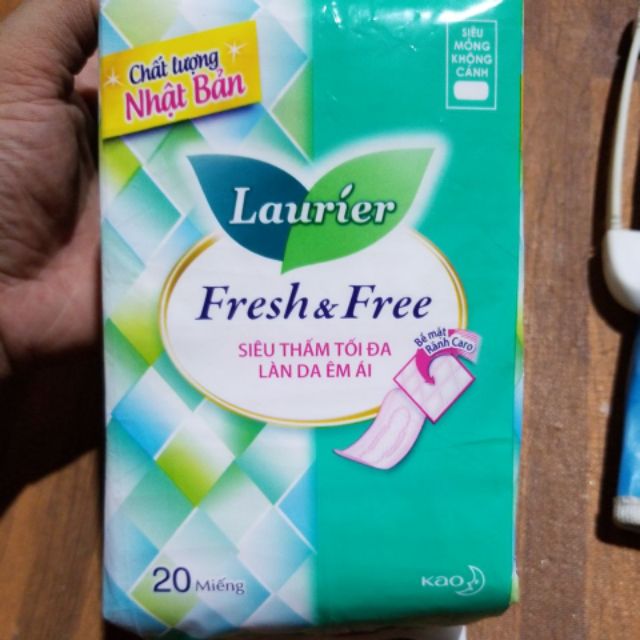 Chất lượng
Nhật Bản
SIÊU
MỎNG
KHÔNG
CÁNH
Laurier
Fresh & Free
SIÊU THẤM TỐI ĐA
LÀN DA ÊM ÁI
Bề mặt
Rãnh Caro
20 Miếng
Kao